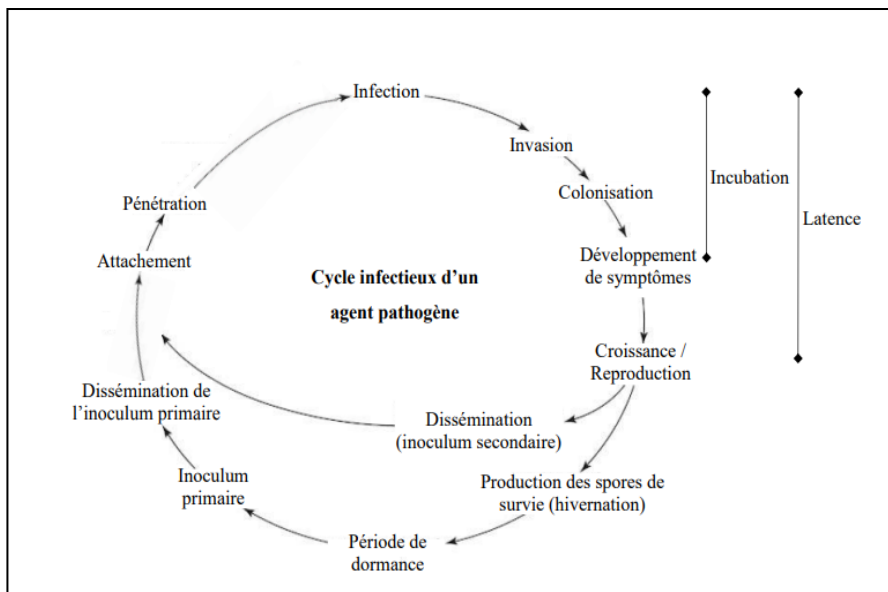 Infection
Invasion
Colonisation
Incubation
Latence
Pénétration
Attachement
Développement
de symptômes
Cycle infectieux d'un
agent pathogène
Croissance /
Reproduction
Dissémination de
l'inoculum primaire
Dissémination
(inoculum secondaire)
Inoculum
primaire
Production des spores de
survie (hivernation)
Période de
dormance